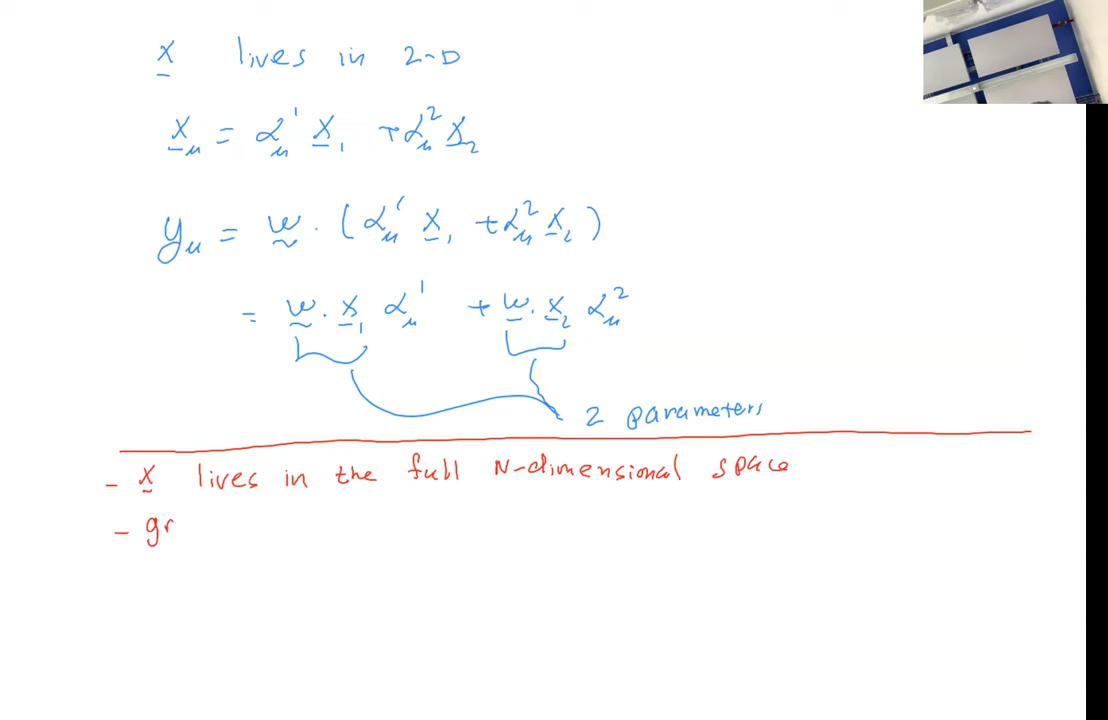 x lives in 2-D
x_μ = α_μ^1 x_1 + α_μ^2 x_2
y_μ = w · (α_μ^1 x_1 + α_μ^2 x_2)
= w · x_1 α_μ^1 + w · x_2 α_μ^2
2 parameters
- x lives in the full N-dimensional space
- gr